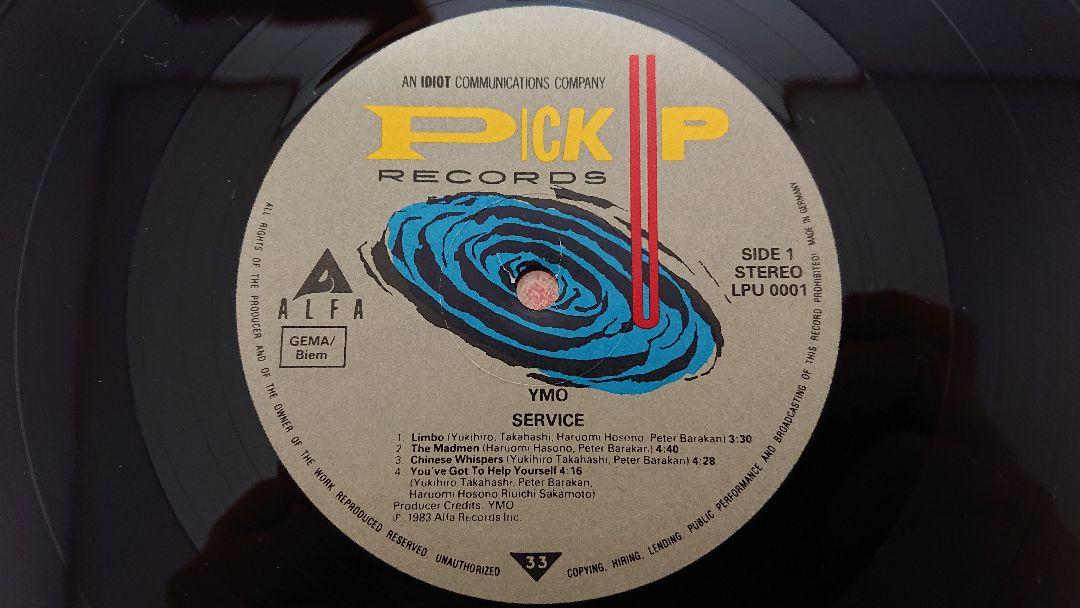 AN IDIOT COMMUNICATIONS COMPANY
PICK UP
RECORDS
ALFA
GEMA/
Biem
SIDE 1
STEREO
LPU 0001
YMO
SERVICE
1. Limbo (Yukihiro, Takahashi, Haruomi Hosono, Peter Barakan) 3:30
2 The Madmen (Haruomi Hasono, Peter Barakan) 4:40
3. Chinese Whispers (Yukihiro Takahashi, Peter Barakan) 4:28
4 You've Got To Help Yourself 4:16
(Yukihiro Takahashi, Peter Barakan,
Haruomi Hosono Riuichi Sakamoto)
Producer Credits: YMO
℗ 1983 Alfa Records Inc.
33
ALL RIGHTS OF THE PRODUCER AND OF THE OWNER OF THE WORK REPRODUCED RESERVED. UNAUTHORIZED COPYING, HIRING, LENDING, PUBLIC PERFORMANCE AND BROADCASTING OF THIS RECORD PROHIBITED! MADE IN GERMANY